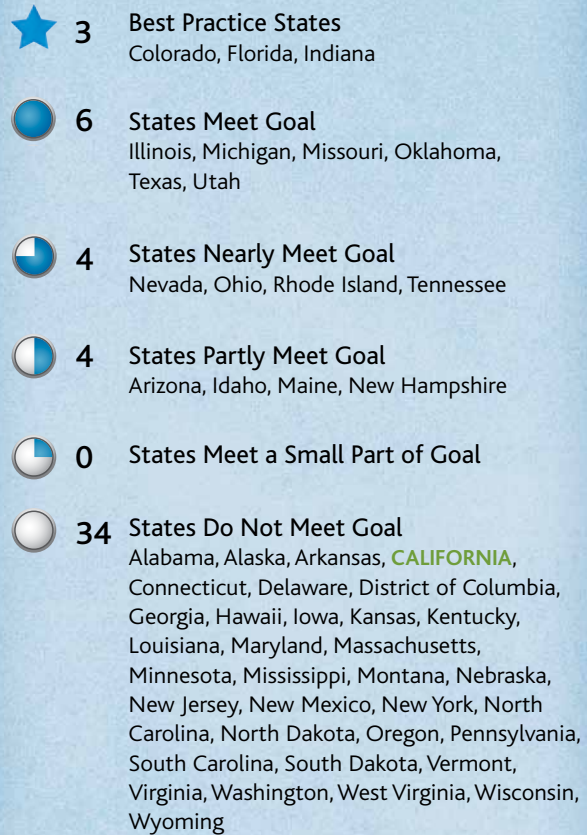 3 Best Practice States
Colorado, Florida, Indiana
6 States Meet Goal
Illinois, Michigan, Missouri, Oklahoma,
Texas, Utah
4 States Nearly Meet Goal
Nevada, Ohio, Rhode Island, Tennessee
4 States Partly Meet Goal
Arizona, Idaho, Maine, New Hampshire
0 States Meet a Small Part of Goal
34 States Do Not Meet Goal
Alabama, Alaska, Arkansas, CALIFORNIA,
Connecticut, Delaware, District of Columbia,
Georgia, Hawaii, Iowa, Kansas, Kentucky,
Louisiana, Maryland, Massachusetts,
Minnesota, Mississippi, Montana, Nebraska,
New Jersey, New Mexico, New York, North
Carolina, North Dakota, Oregon, Pennsylvania,
South Carolina, South Dakota, Vermont,
Virginia, Washington, West Virginia, Wisconsin,
Wyoming